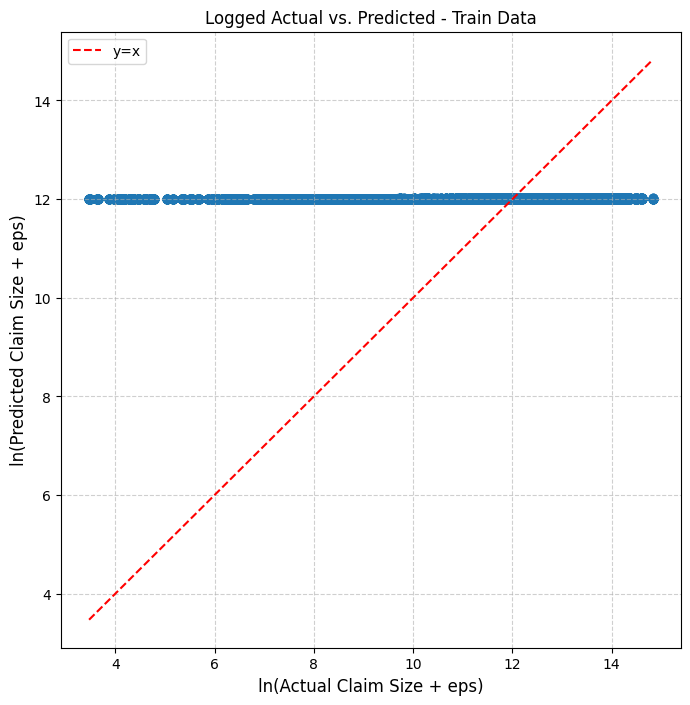 Logged Actual vs. Predicted - Train Data
y=x
ln(Predicted Claim Size + eps)
14
12
10
8
6
4
4 6 8 10 12 14
ln(Actual Claim Size + eps)